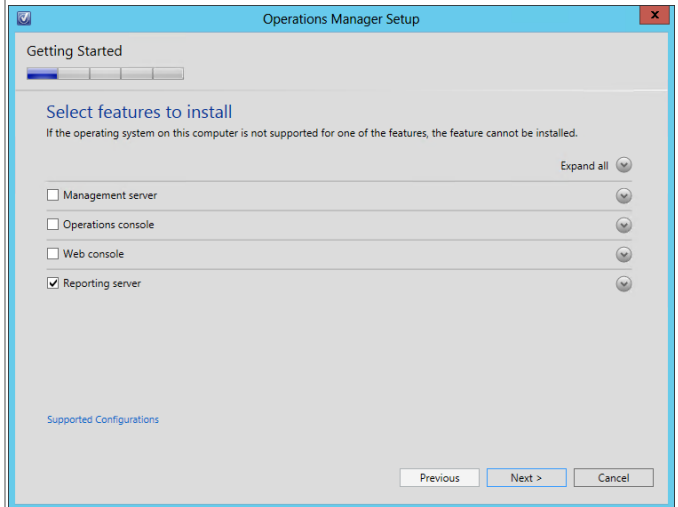 Operations Manager Setup
x
Getting Started
Select features to install
If the operating system on this computer is not supported for one of the features, the feature cannot be installed.
Expand all
Management server
Operations console
Web console
Reporting server
Supported Configurations
Previous Next > Cancel